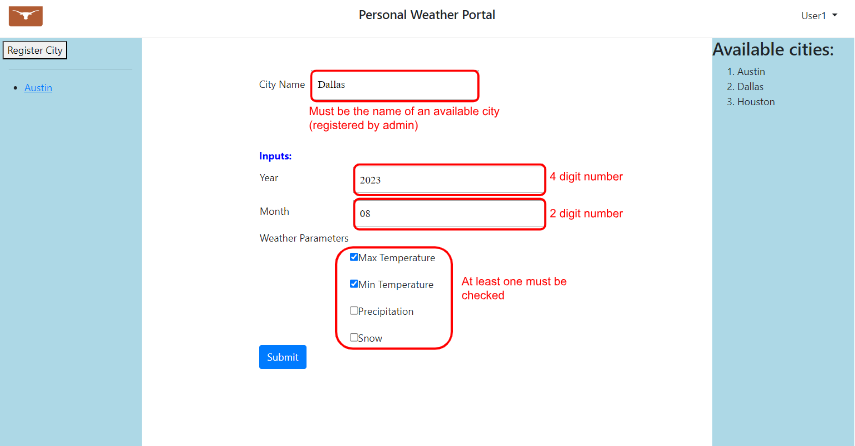 Personal Weather Portal
User1
Register City
Austin
City Name
Dallas
Must be the name of an available city
(registered by admin)
Inputs:
Year
2023
4 digit number
Month
08
2 digit number
Weather Parameters
Max Temperature
Min Temperature
Precipitation
Snow
At least one must be
checked
Submit
Available cities:
1. Austin
2. Dallas
3. Houston